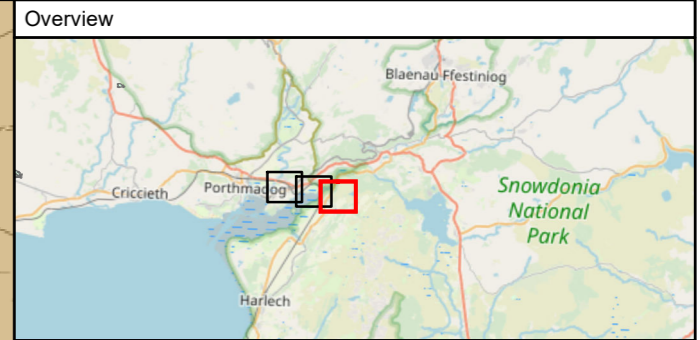 Overview
Blaenau Ffestiniog
Criccieth
Porthmadog
Snowdonia
National
Park
Harlech